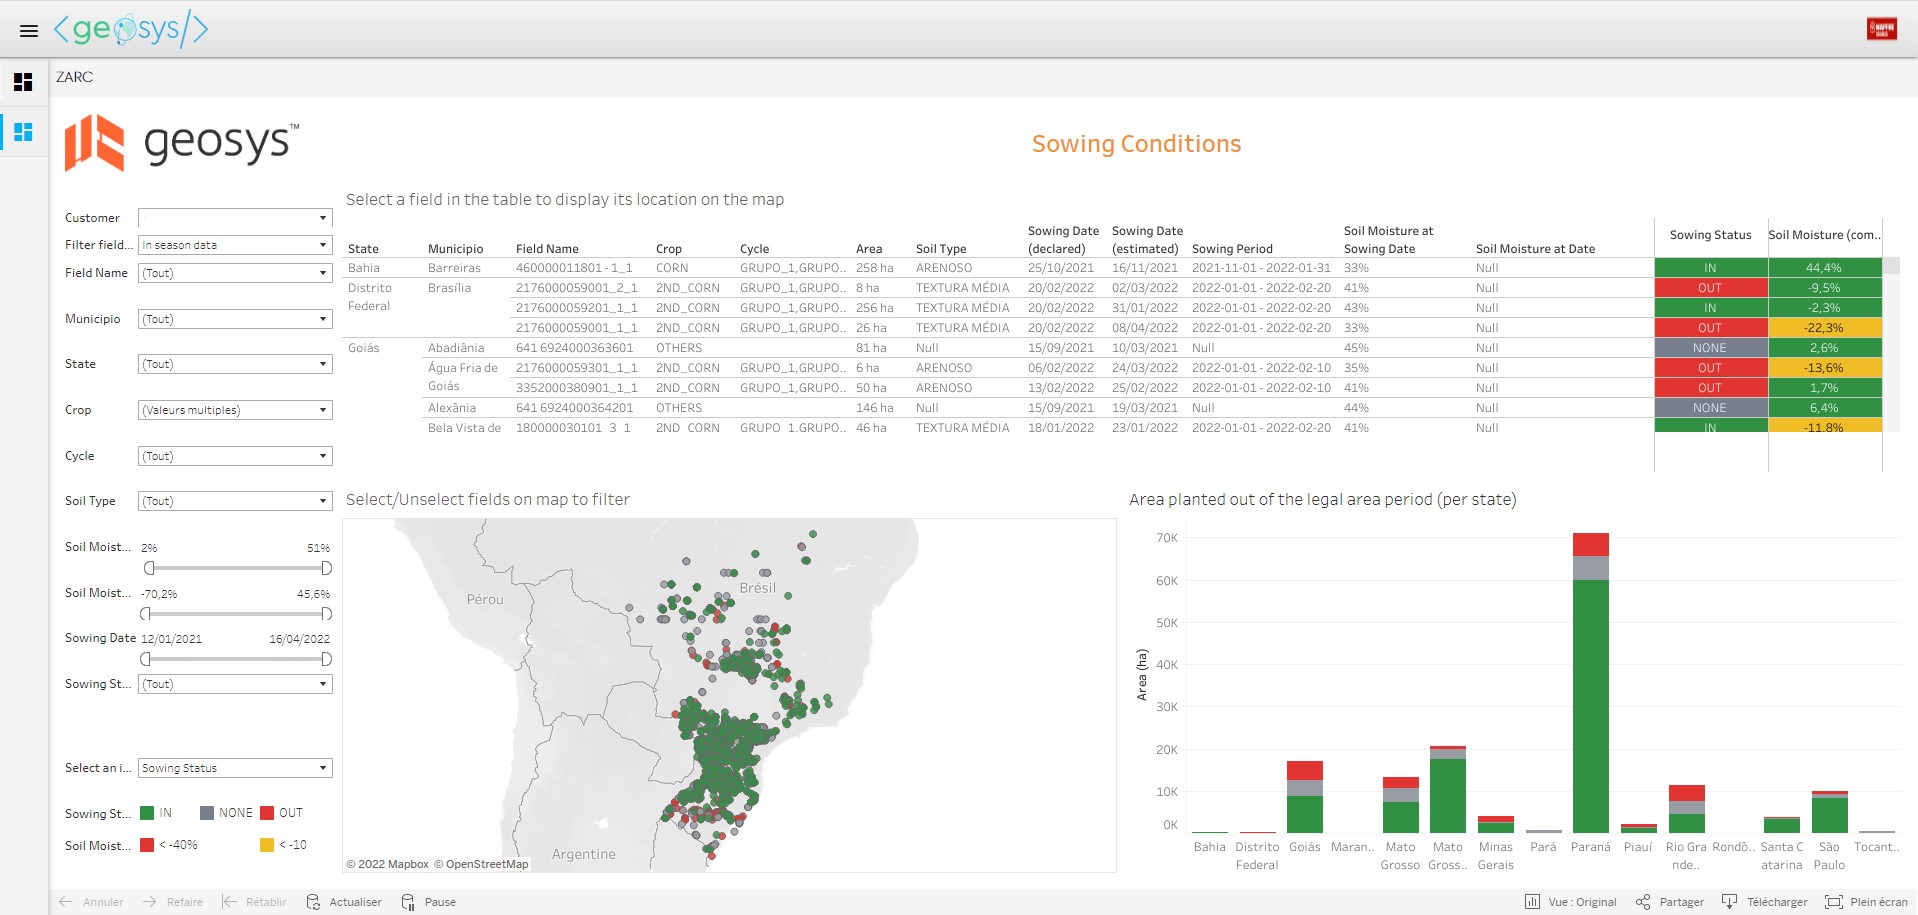 <geosys/>
MAPFRE
ZARC
geosys™
Sowing Conditions
Select a field in the table to display its location on the map
Customer
Filter field... In season data
Field Name (Tout)
Municipio (Tout)
State (Tout)
Crop (Valeurs multiples)
Cycle (Tout)
Soil Type (Tout)
Soil Moist... 2% 51%
Soil Moist... -70,2% 45,6%
Sowing Date 12/01/2021 16/04/2022
Sowing St... (Tout)
Select an i... Sowing Status
Sowing St... IN NONE OUT
Soil Moist... < -40% < -10
State Municipio Field Name Crop Cycle Area Soil Type Sowing Date (declared) Sowing Date (estimated) Sowing Period Soil Moisture at Sowing Date Soil Moisture at Date Sowing Status Soil Moisture (com..
Bahia Barreiras 460000011801 - 1_1 CORN GRUPO_1,GRUPO.. 258 ha ARENOSO 25/10/2021 16/11/2021 2021-11-01 - 2022-01-31 33% Null IN 44,4%
Distrito Federal Brasília 2176000059001_2_1 2ND_CORN GRUPO_1,GRUPO.. 8 ha TEXTURA MÉDIA 20/02/2022 02/03/2022 2022-01-01 - 2022-02-20 41% Null OUT -9,5%
2176000059201_1_1 2ND_CORN GRUPO_1,GRUPO.. 256 ha TEXTURA MÉDIA 20/02/2022 31/01/2022 2022-01-01 - 2022-02-20 43% Null IN -2,3%
2176000059001_1_1 2ND_CORN GRUPO_1,GRUPO.. 26 ha TEXTURA MÉDIA 20/02/2022 08/04/2022 2022-01-01 - 2022-02-20 33% Null OUT -22,3%
Goiás Abadiânia 641 6924000363601 OTHERS 81 ha Null 15/09/2021 10/03/2021 Null 45% Null NONE 2,6%
Água Fria de Goiás 2176000059301_1_1 2ND_CORN GRUPO_1,GRUPO.. 6 ha ARENOSO 06/02/2022 24/03/2022 2022-01-01 - 2022-02-10 35% Null OUT -13,6%
3352000380901_1_1 2ND_CORN GRUPO_1,GRUPO.. 50 ha ARENOSO 13/02/2022 25/02/2022 2022-01-01 - 2022-02-10 41% Null OUT 1,7%
Alexânia 641 6924000364201 OTHERS 146 ha Null 15/09/2021 19/03/2021 Null 44% Null NONE 6,4%
Bela Vista de 180000030101_3_1 2ND_CORN GRUPO_1,GRUPO.. 46 ha TEXTURA MÉDIA 18/01/2022 23/01/2022 2022-01-01 - 2022-02-20 41% Null IN -11,8%
Select/Unselect fields on map to filter
Pérou
Brésil
Argentine
© 2022 Mapbox © OpenStreetMap
Area planted out of the legal area period (per state)
Area (ha)
70K
60K
50K
40K
30K
20K
10K
0K
Bahia Distrito Federal Goiás Maran.. Mato Grosso Mato Gross.. Minas Gerais Pará Paraná Piauí Rio Gra nde.. Rondô.. Santa C atarina São Paulo Tocant..
Annuler Refaire Rétablir Actualiser Pause Vue : Original Partager Télécharger Plein écran